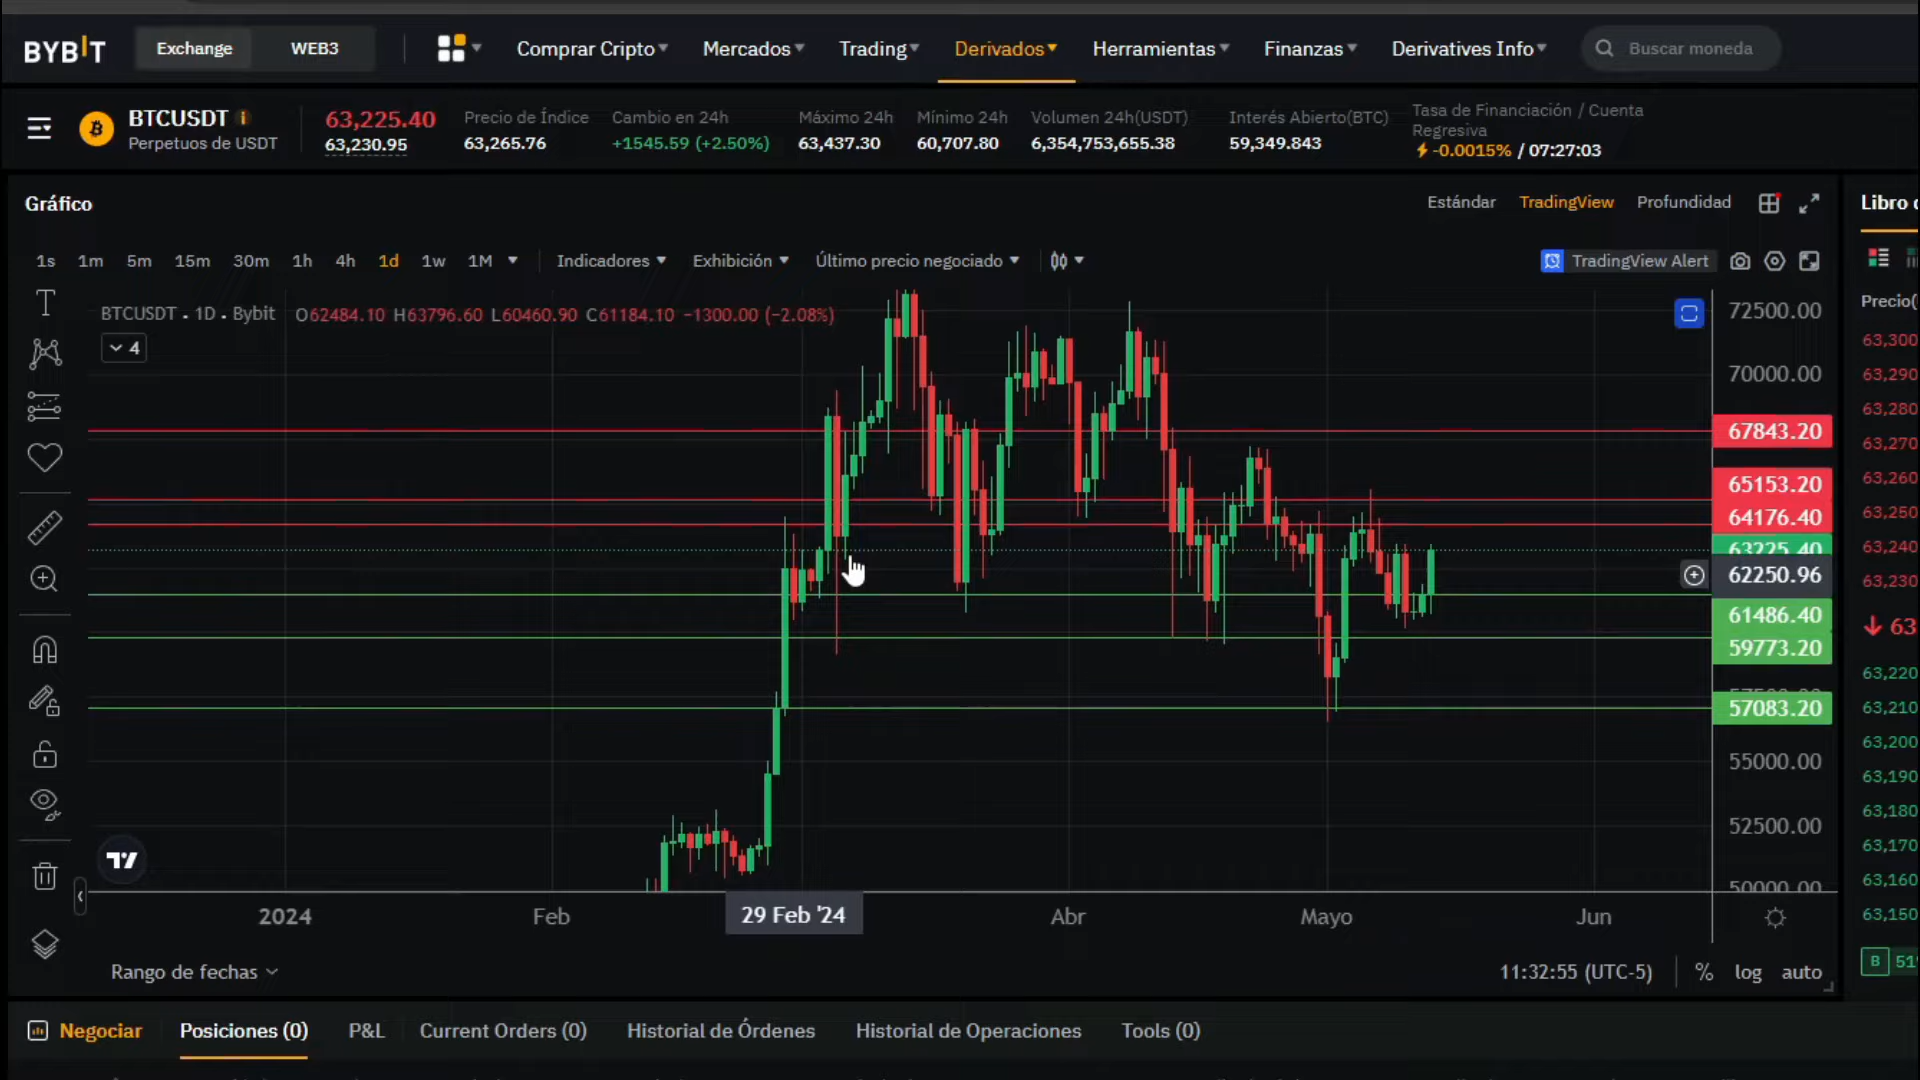 BYBIT Exchange WEB3 Comprar Cripto Mercados Trading Derivados Herramientas Finanzas Derivatives Info Buscar moneda
BTCUSDT
Perpetuos de USDT
63,225.40
63,230.95
Precio de Índice
63,265.76
Cambio en 24h
+1545.59 (+2.50%)
Máximo 24h
63,437.30
Mínimo 24h
60,707.80
Volumen 24h(USDT)
6,354,753,655.38
Interés Abierto(BTC)
59,349.843
Tasa de Financiación / Cuenta
Regresiva
-0.0015% / 07:27:03
Gráfico
Estándar TradingView Profundidad
1s 1m 5m 15m 30m 1h 4h 1d 1w 1M Indicadores Exhibición Último precio negociado TradingView Alert
BTCUSDT · 1D · Bybit O62484.10 H63796.60 L60460.90 C61184.10 −1300.00 (−2.08%)
4
72500.00
70000.00
67843.20
65153.20
64176.40
63225.40
62250.96
61486.40
59773.20
57083.20
55000.00
52500.00
50000.00
2024 Feb 29 Feb '24 Abr Mayo Jun
Rango de fechas
11:32:55 (UTC-5) % log auto
Libro
Precio(
63,300
63,290
63,280
63,270
63,260
63,250
63,240
63,230
63
63,220
63,210
63,200
63,190
63,180
63,170
63,160
63,150
B 51
Negociar Posiciones (0) P&L Current Orders (0) Historial de Órdenes Historial de Operaciones Tools (0)